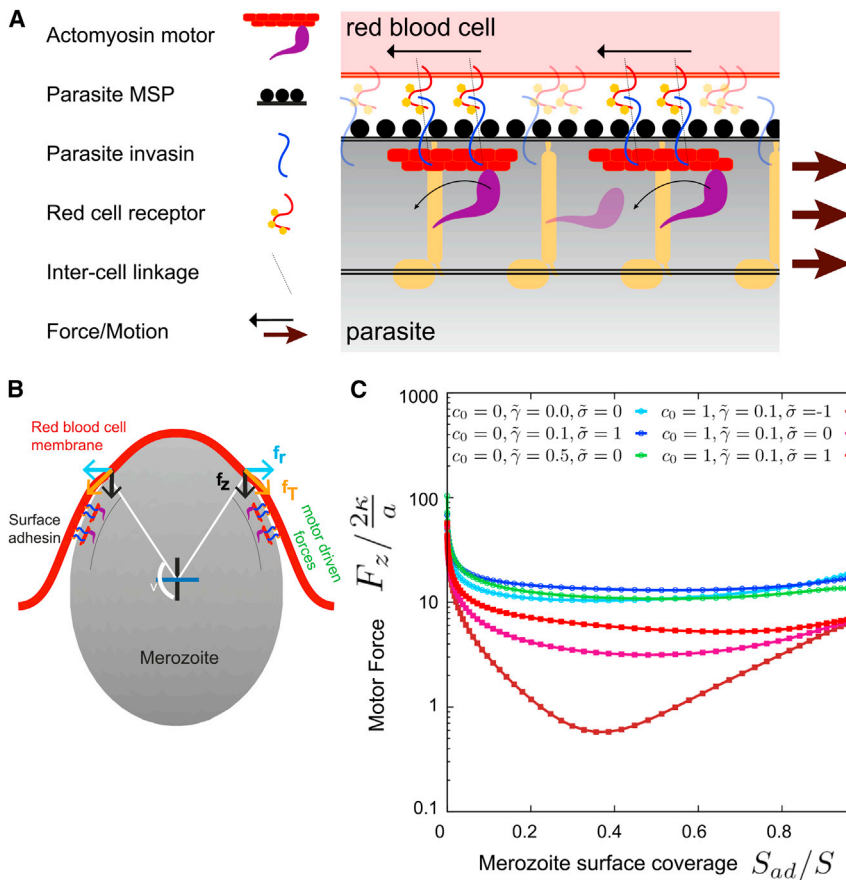 A
Actomyosin motor
Parasite MSP
Parasite invasin
Red cell receptor
Inter-cell linkage
Force/Motion
red blood cell
parasite
B
Red blood cell
membrane
f_r
f_z
f_T
Surface
adhesin
motor driven
forces
v
Merozoite
C
1000
100
10
1
0.1
Motor Force F_z/\frac{2κ}{a}
c_0 = 0, γ̃ = 0.0, σ̃ = 0
c_0 = 1, γ̃ = 0.1, σ̃ = -1
c_0 = 0, γ̃ = 0.1, σ̃ = 1
c_0 = 1, γ̃ = 0.1, σ̃ = 0
c_0 = 0, γ̃ = 0.5, σ̃ = 0
c_0 = 1, γ̃ = 0.1, σ̃ = 1
0 0.2 0.4 0.6 0.8
Merozoite surface coverage S_{ad}/S